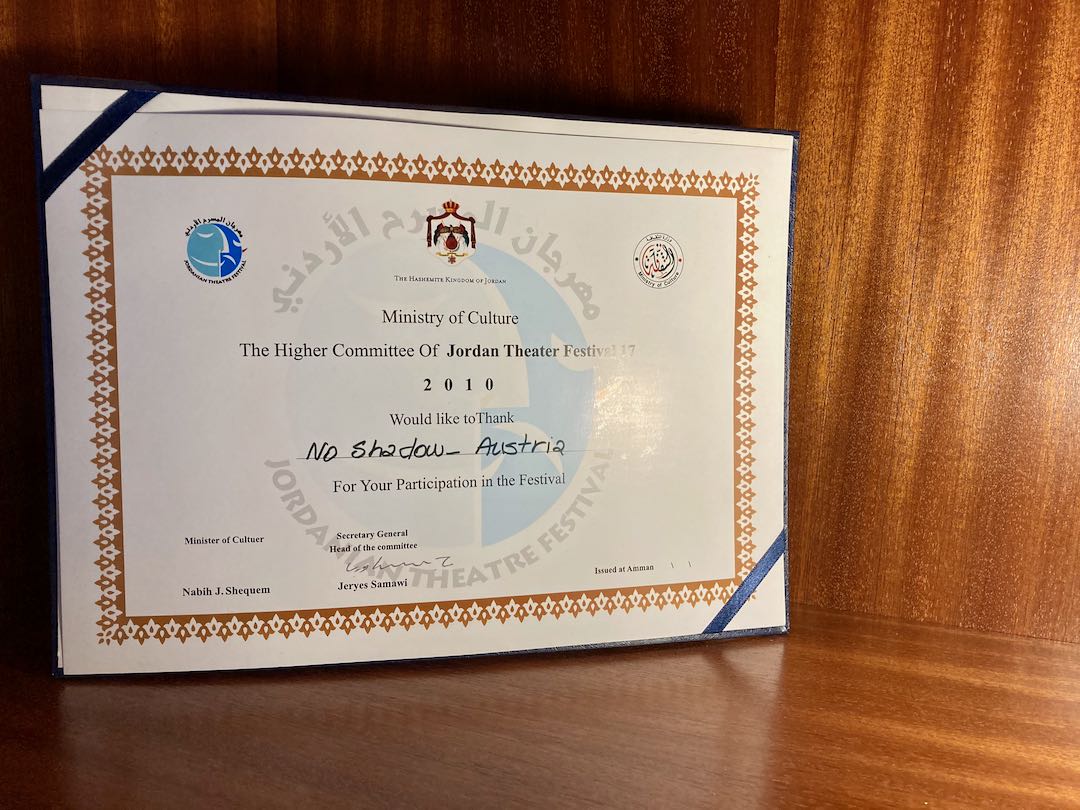 مهرجان المسرح الأردني
JORDANIAN THEATRE FESTIVAL
THE HASHEMITE KINGDOM OF JORDAN
وزارة الثقافة
Ministry of Culture
مهرجان المسرح الأردني
Ministry of Culture
The Higher Committee Of Jordan Theater Festival 17
2 0 1 0
Would like toThank
No Shadow_ Austria
For Your Participation in the Festival
JORDANIAN THEATRE FESTIVAL
Minister of Cultuer
Secretary General
Head of the committee
Nabih J. Shequem
Jeryes Samawi
Issued at Amman \ \